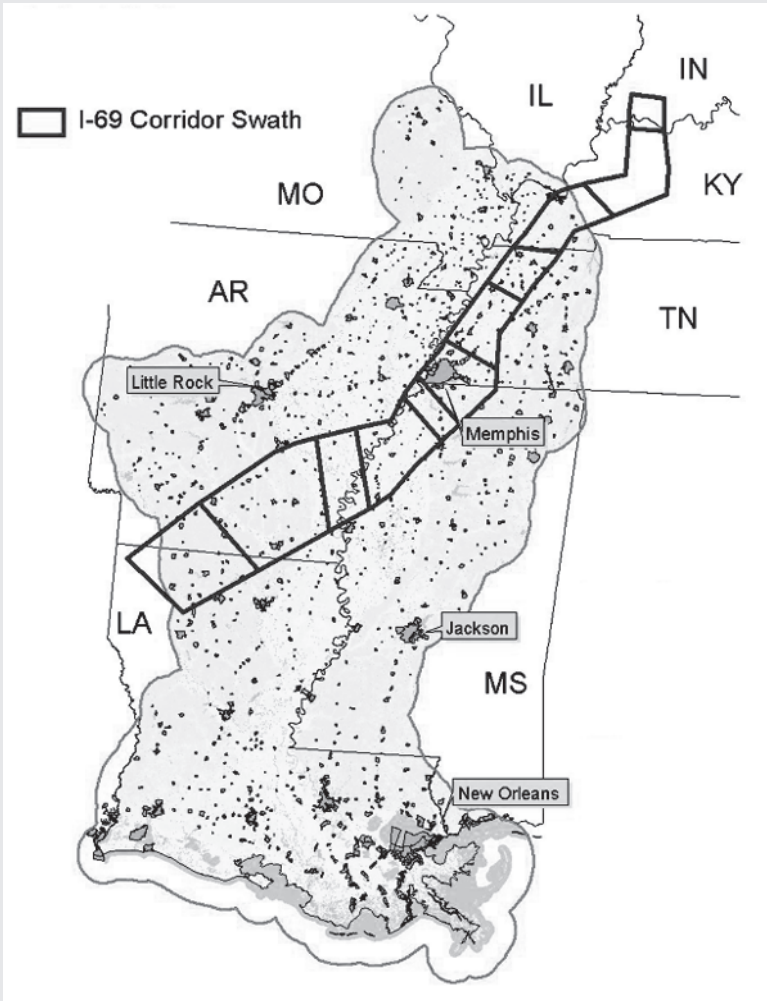 IN
IL
I-69 Corridor Swath
KY
MO
AR
TN
Little Rock
Memphis
LA
Jackson
MS
New Orleans